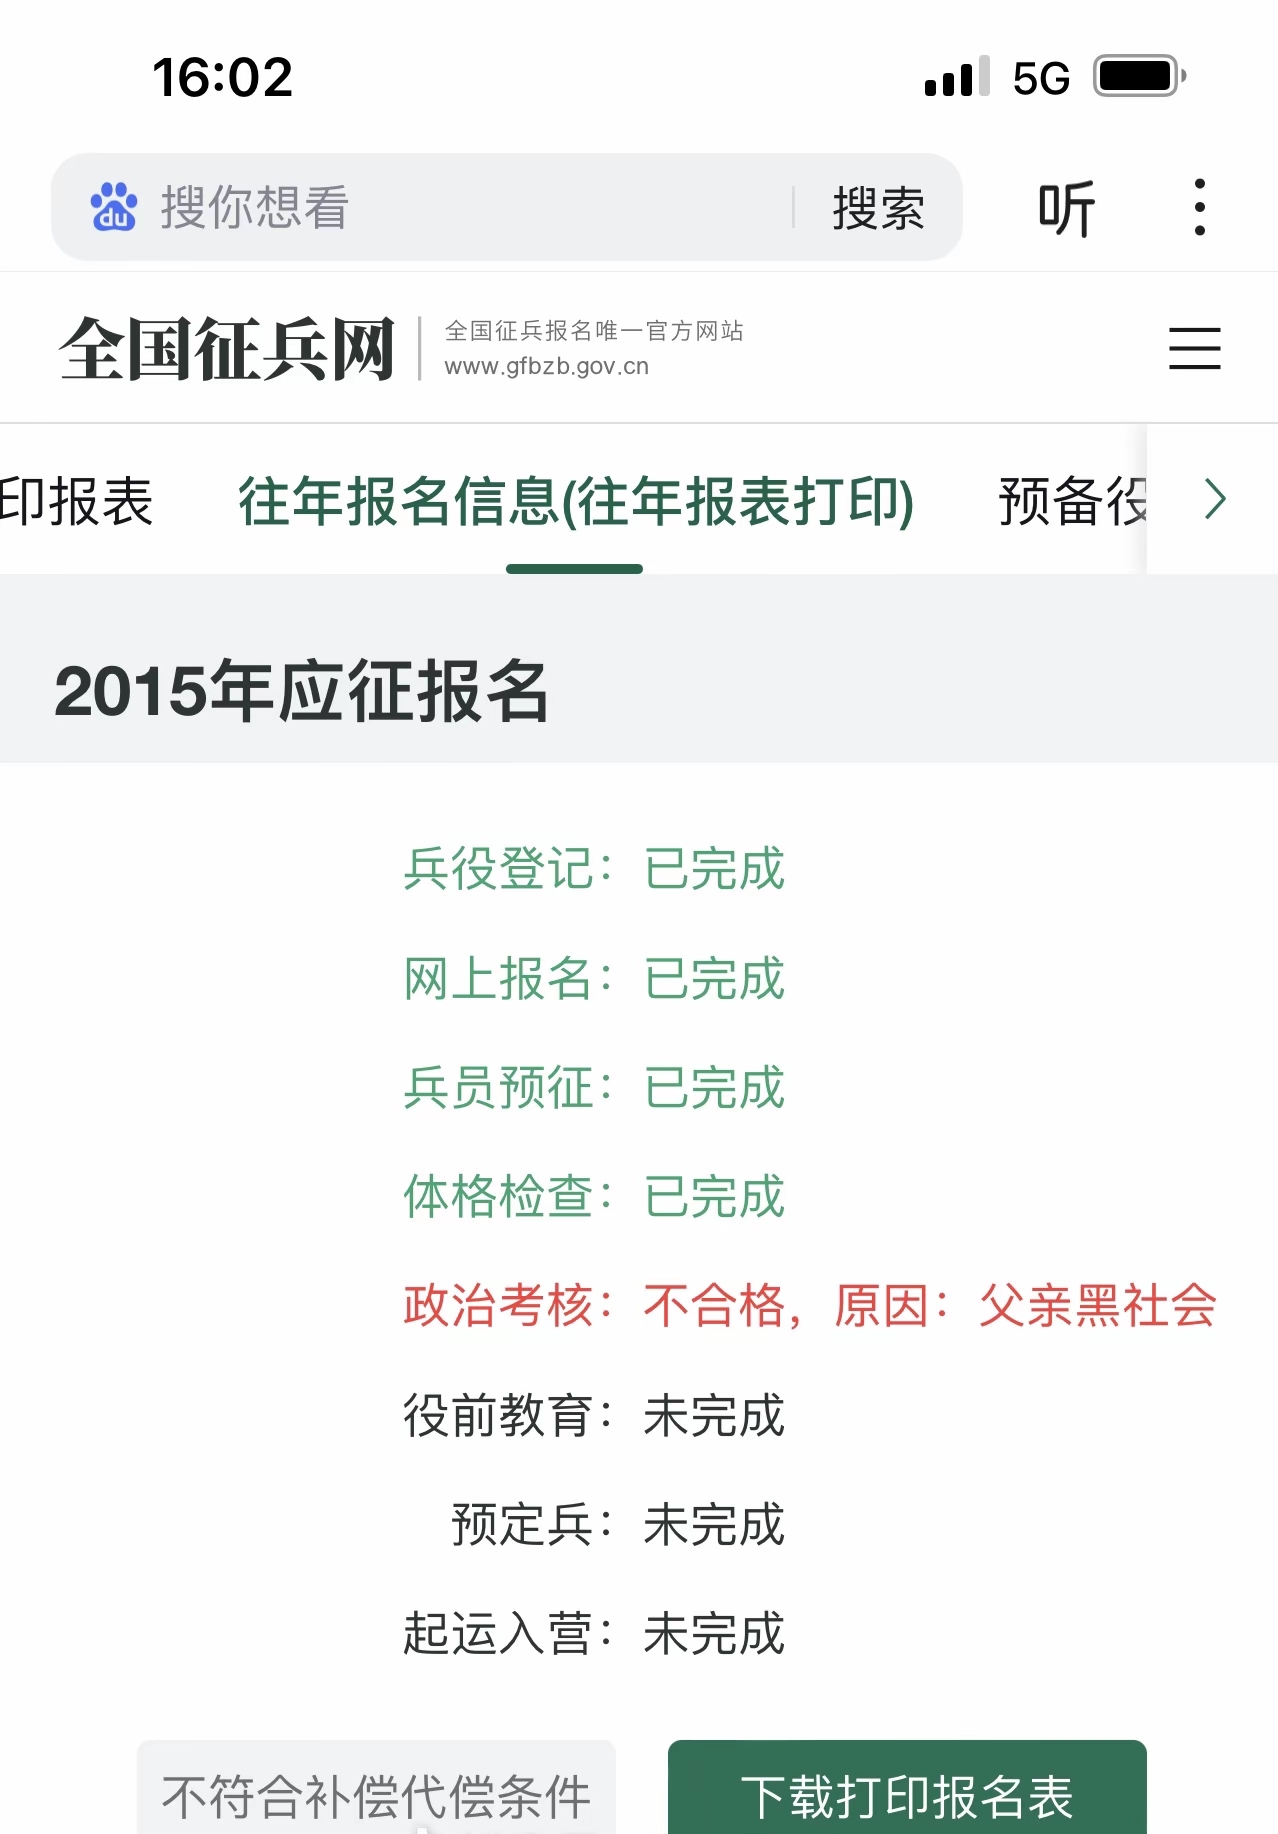 16:02 5G
du 搜你想看 搜索 听
全国征兵网 全国征兵报名唯一官方网站
www.gfbzb.gov.cn
印报表 往年报名信息(往年报表打印) 预备役
2015年应征报名
兵役登记：已完成
网上报名：已完成
兵员预征：已完成
体格检查：已完成
政治考核：不合格，原因：父亲黑社会
役前教育：未完成
预定兵：未完成
起运入营：未完成
不符合补偿代偿条件 下载打印报名表